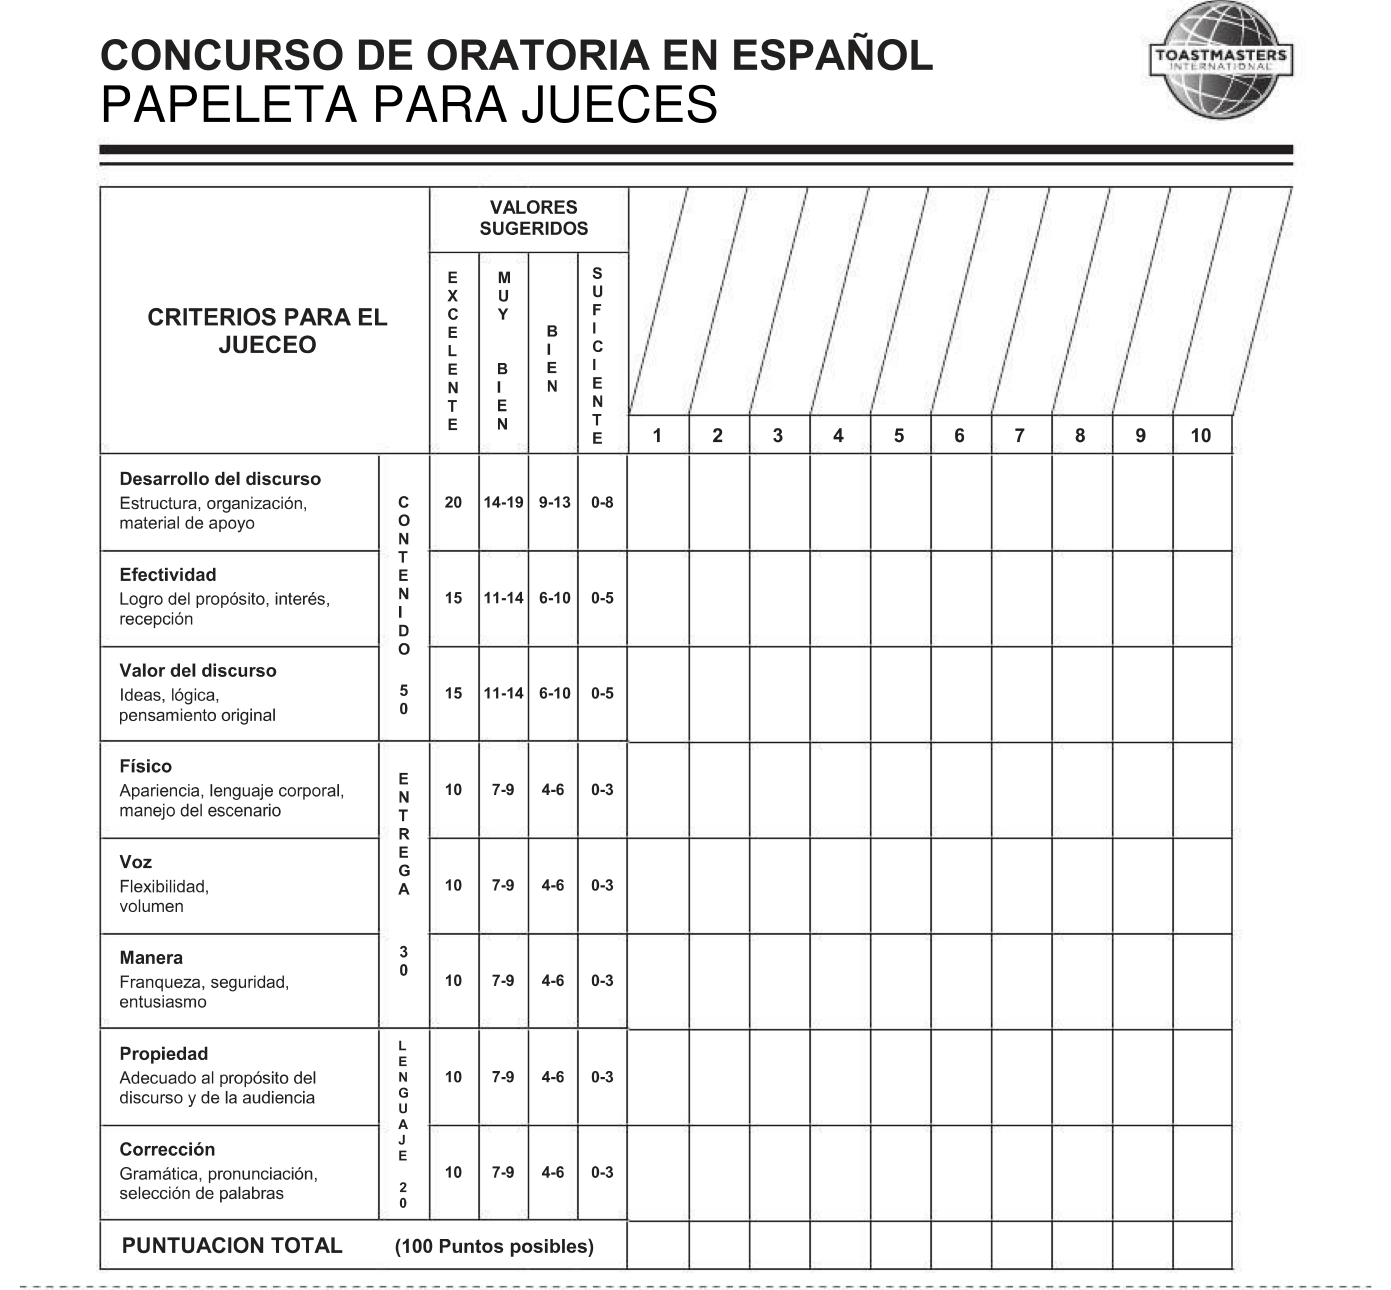 CONCURSO DE ORATORIA EN ESPAÑOL
PAPELETA PARA JUECES
TOASTMASTERS
INTERNATIONAL
CRITERIOS PARA EL
JUECEO
VALORES
SUGERIDOS
EXCELENTE
MUY BIEN
BIEN
SUFICIENTE
1 2 3 4 5 6 7 8 9 10
CONTENIDO 50
Desarrollo del discurso
Estructura, organización,
material de apoyo
20 14-19 9-13 0-8
Efectividad
Logro del propósito, interés,
recepción
15 11-14 6-10 0-5
Valor del discurso
Ideas, lógica,
pensamiento original
15 11-14 6-10 0-5
ENTREGA 30
Físico
Apariencia, lenguaje corporal,
manejo del escenario
10 7-9 4-6 0-3
Voz
Flexibilidad,
volumen
10 7-9 4-6 0-3
Manera
Franqueza, seguridad,
entusiasmo
10 7-9 4-6 0-3
LENGUAJE 20
Propiedad
Adecuado al propósito del
discurso y de la audiencia
10 7-9 4-6 0-3
Corrección
Gramática, pronunciación,
selección de palabras
10 7-9 4-6 0-3
PUNTUACION TOTAL (100 Puntos posibles)